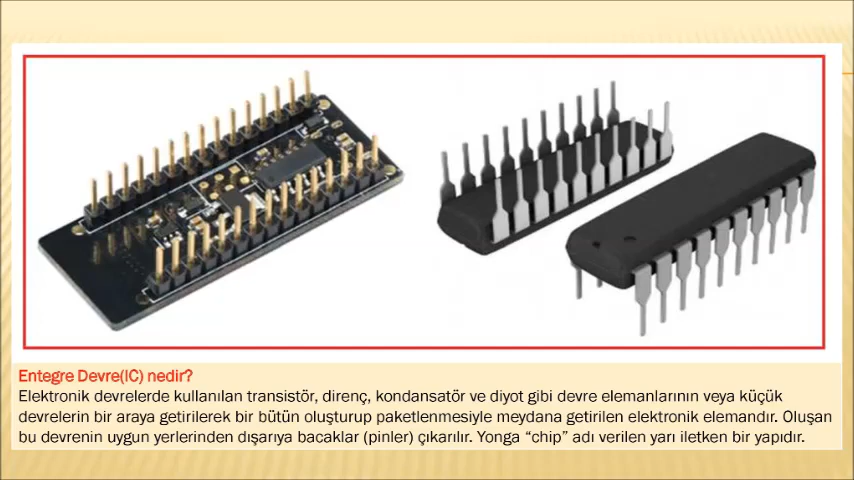 Entegre Devre(IC) nedir?
Elektronik devrelerde kullanılan transistör, direnç, kondansatör ve diyot gibi devre elemanlarının veya küçük
devrelerin bir araya getirilerek bir bütün oluşturup paketlenmesiyle meydana getirilen elektronik elemandır. Oluşan
bu devrenin uygun yerlerinden dışarıya bacaklar (pinler) çıkarılır. Yonga “chip” adı verilen yarı iletken bir yapıdır.